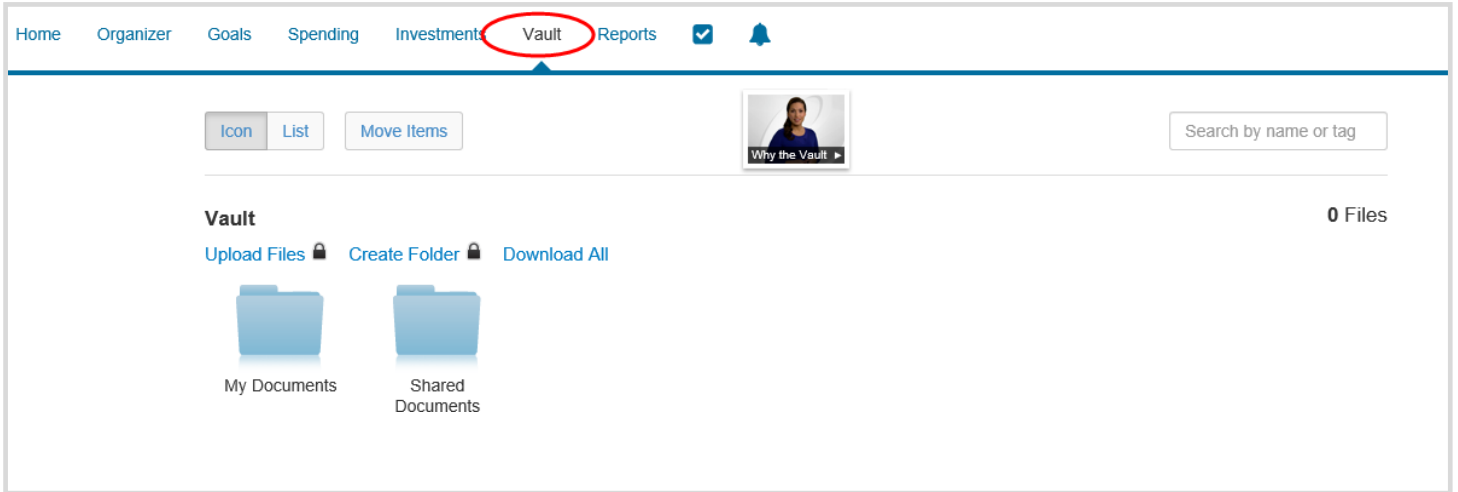 Home Organizer Goals Spending Investments Vault Reports
Icon List Move Items
Why the Vault
Search by name or tag
Vault
0 Files
Upload Files Create Folder Download All
My Documents
Shared
Documents